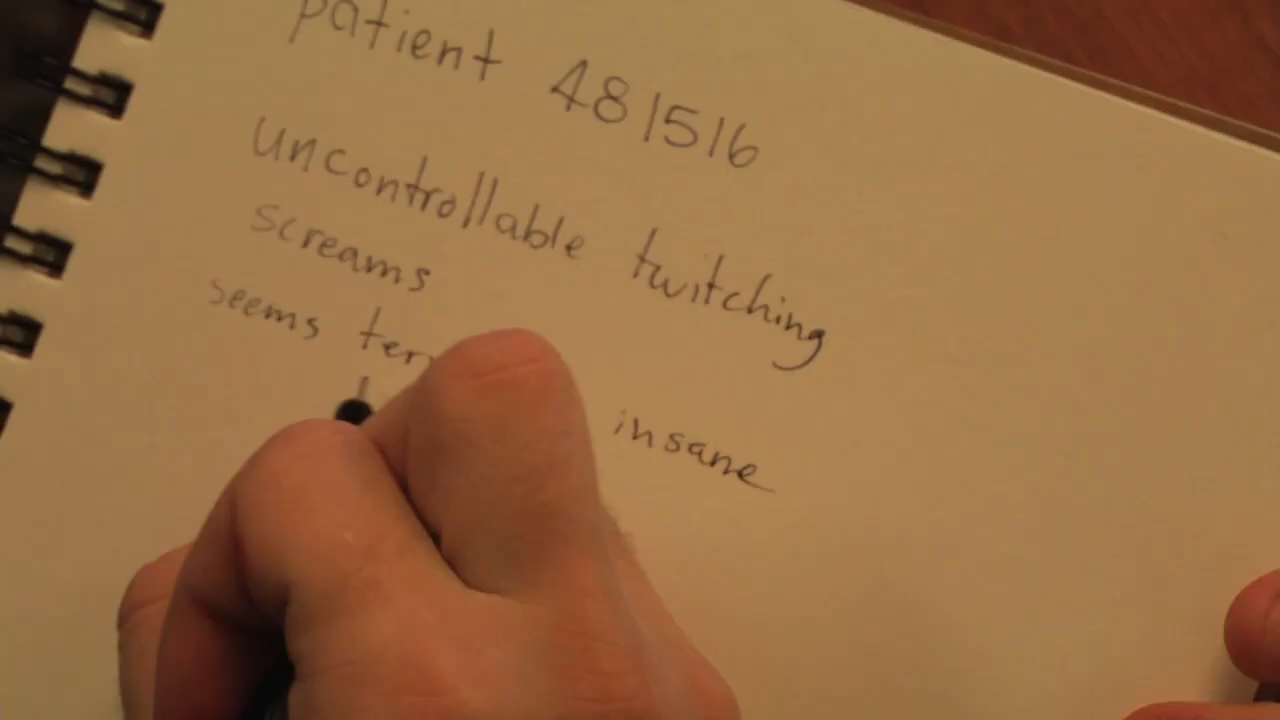 patient 481516
uncontrollable twitching
screams
seems
insane